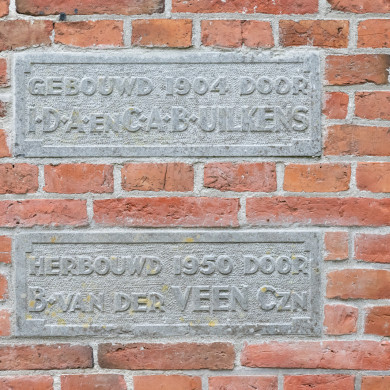 GEBOUWD 1904 DOOR
I·D·A·EN C·A·B·UILKENS
HERBOUWD 1950 DOOR
B·VAN DER VEEN CZN